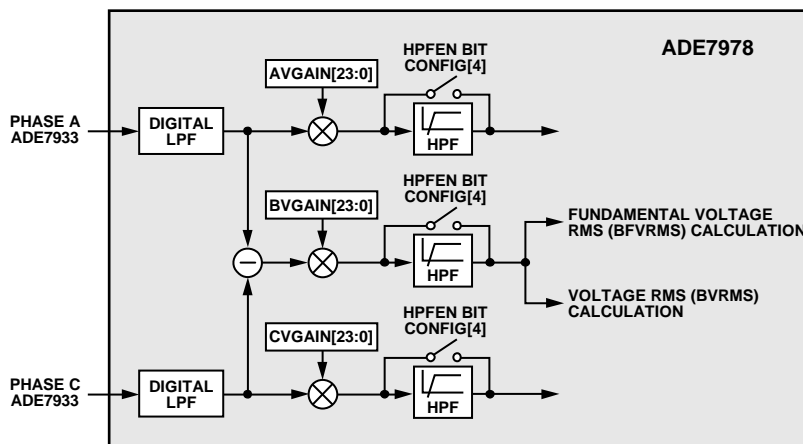 ADE7978
HPFEN BIT
CONFIG[4]
AVGAIN[23:0]
PHASE A
ADE7933
DIGITAL
LPF
HPF
HPFEN BIT
CONFIG[4]
BVGAIN[23:0]
HPF
FUNDAMENTAL VOLTAGE
RMS (BFVRMS) CALCULATION
VOLTAGE RMS (BVRMS)
CALCULATION
HPFEN BIT
CONFIG[4]
CVGAIN[23:0]
PHASE C
ADE7933
DIGITAL
LPF
HPF